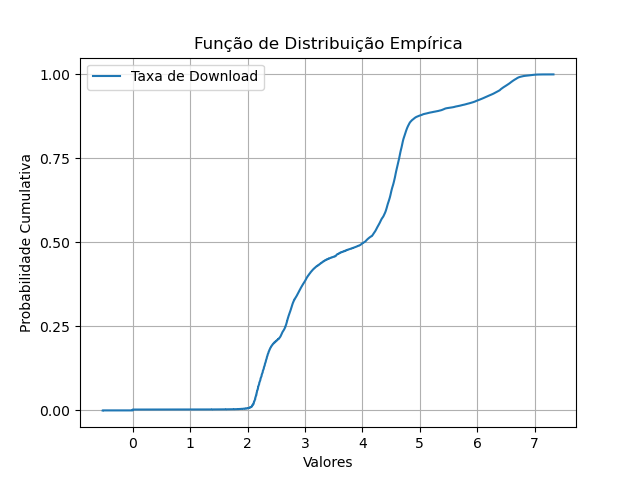 Função de Distribuição Empírica
Taxa de Download
Probabilidade Cumulativa
1.00
0.75
0.50
0.25
0.00
0 1 2 3 4 5 6 7
Valores